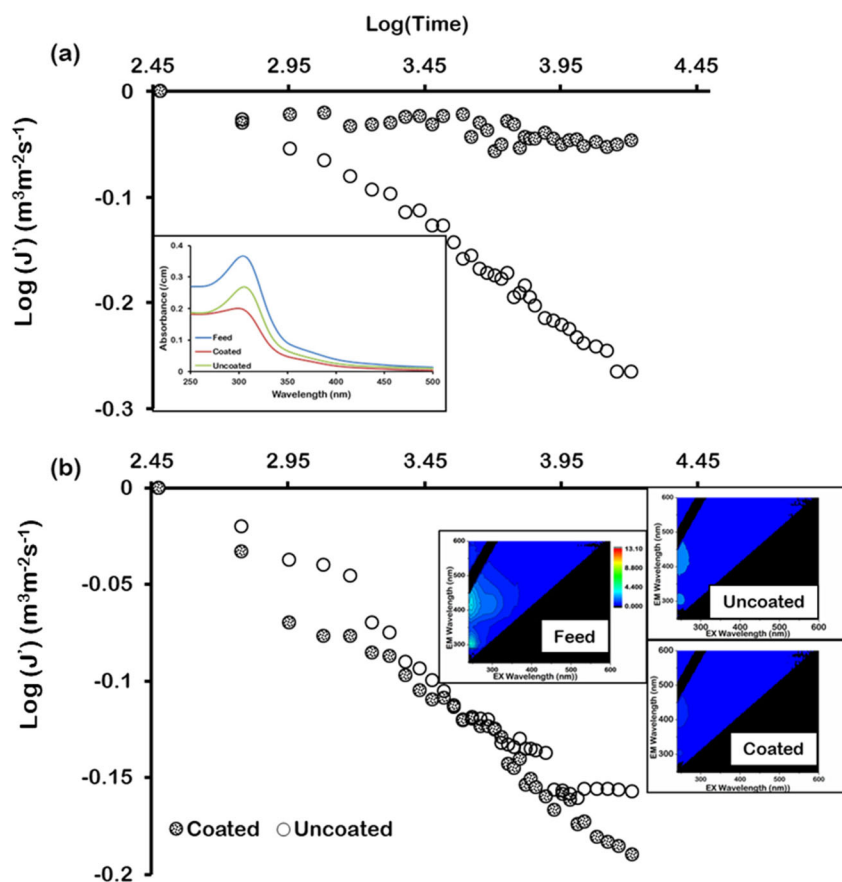 Log(Time)
(a)
2.45 2.95 3.45 3.95 4.45
0
-0.1
-0.2
-0.3
Log (J') (m³m⁻²s⁻¹)
0.4
0.3
0.2
0.1
0
Absorbance (/cm)
Feed
Coated
Uncoated
250 300 350 400 450 500
Wavelength (nm)
(b)
2.45 2.95 3.45 3.95 4.45
0
-0.05
-0.1
-0.15
-0.2
Log (J') (m³m⁻²s⁻¹)
600
500
400
300
EM Wavelength (nm)
13.10
8.800
4.400
0.000
Feed
300 400 500 600
EX Wavelength (nm))
600
500
400
300
EM Wavelength (nm)
Uncoated
300 400 500 600
EX Wavelength (nm))
600
500
400
300
EM Wavelength (nm)
Coated
300 400 500 600
EX Wavelength (nm))
Coated Uncoated